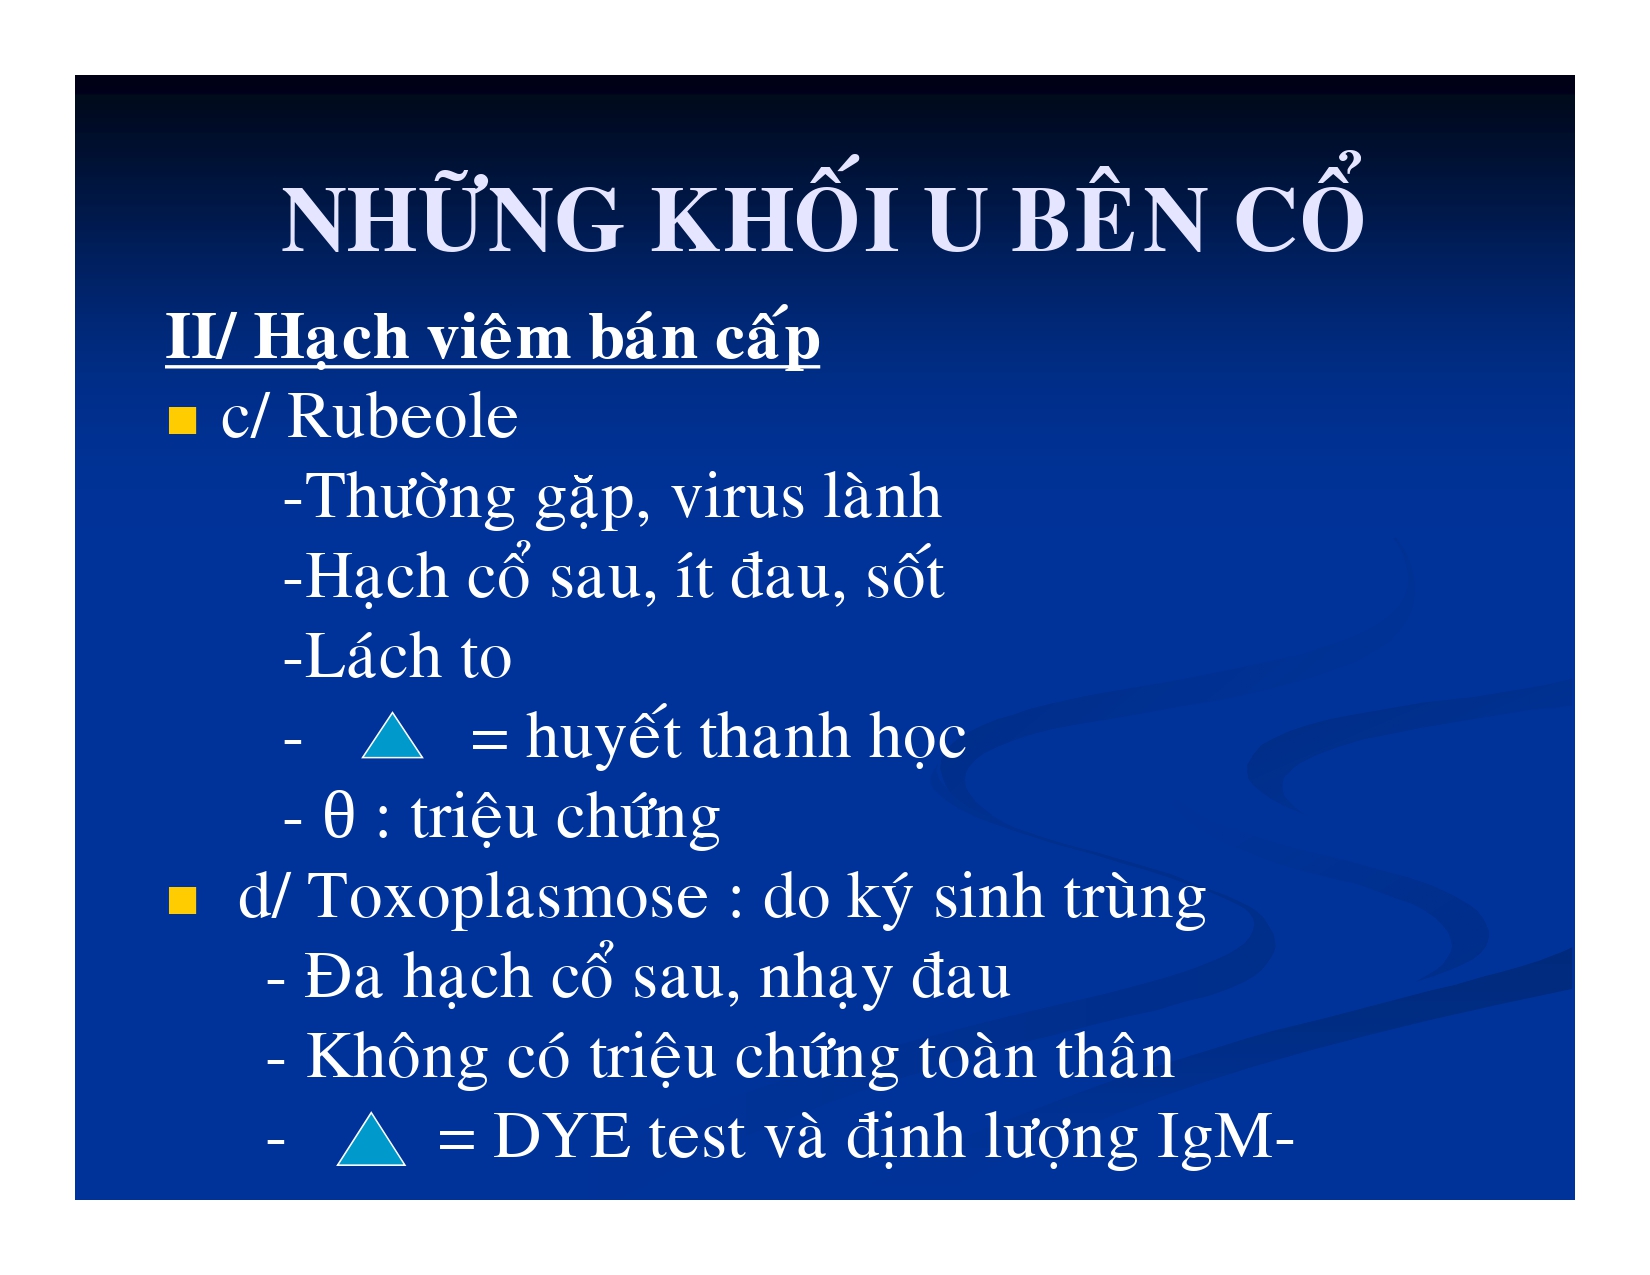 NHỮNG KHỐI U BÊN CỔ
II/ Hạch viêm bán cấp
c/ Rubeole
-Thường gặp, virus lành
-Hạch cổ sau, ít đau, sốt
-Lách to
- = huyết thanh học
- θ : triệu chứng
d/ Toxoplasmose : do ký sinh trùng
- Đa hạch cổ sau, nhạy đau
- Không có triệu chứng toàn thân
- = DYE test và định lượng IgM-